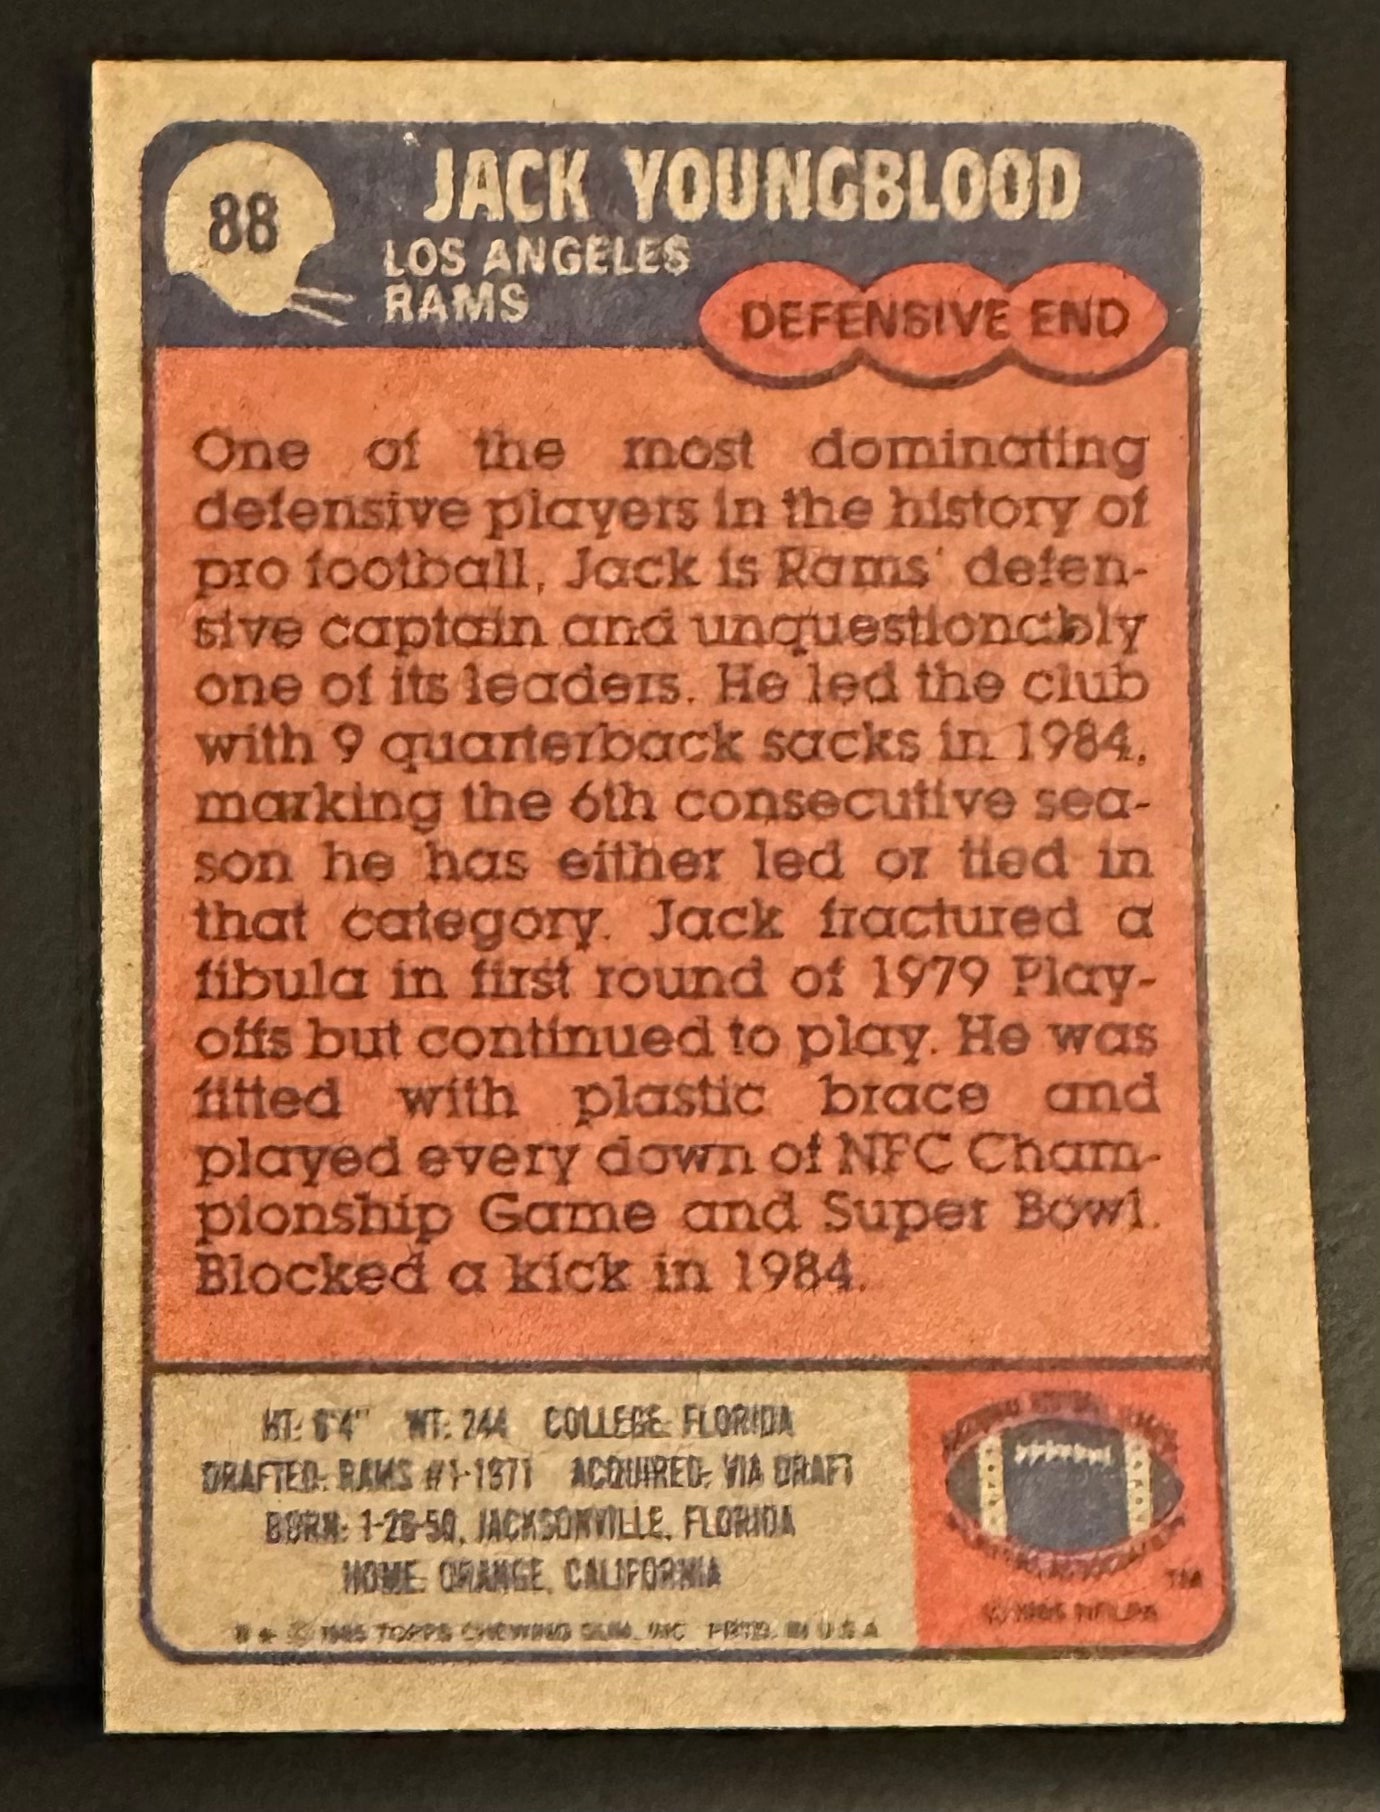 88
JACK YOUNGBLOOD
LOS ANGELES
RAMS
DEFENSIVE END
One of the most dominating
defensive players in the history of
pro football, Jack is Rams' defen-
sive captain and unquestionably
one of its leaders. He led the club
with 9 quarterback sacks in 1984,
marking the 6th consecutive sea-
son he has either led or tied in
that category. Jack fractured a
fibula in first round of 1979 Play-
offs but continued to play. He was
fitted with plastic brace and
played every down of NFC Cham-
pionship Game and Super Bowl.
Blocked a kick in 1984.
HT: 6'4" WT: 244 COLLEGE: FLORIDA
DRAFTED: RAMS #1-1971 ACQUIRED: VIA DRAFT
BORN: 1-26-50, JACKSONVILLE, FLORIDA
HOME: ORANGE, CALIFORNIA
© 1985 TOPPS CHEWING GUM, INC. PRTD. IN U.S.A.
TM
© 1985 NFLPA